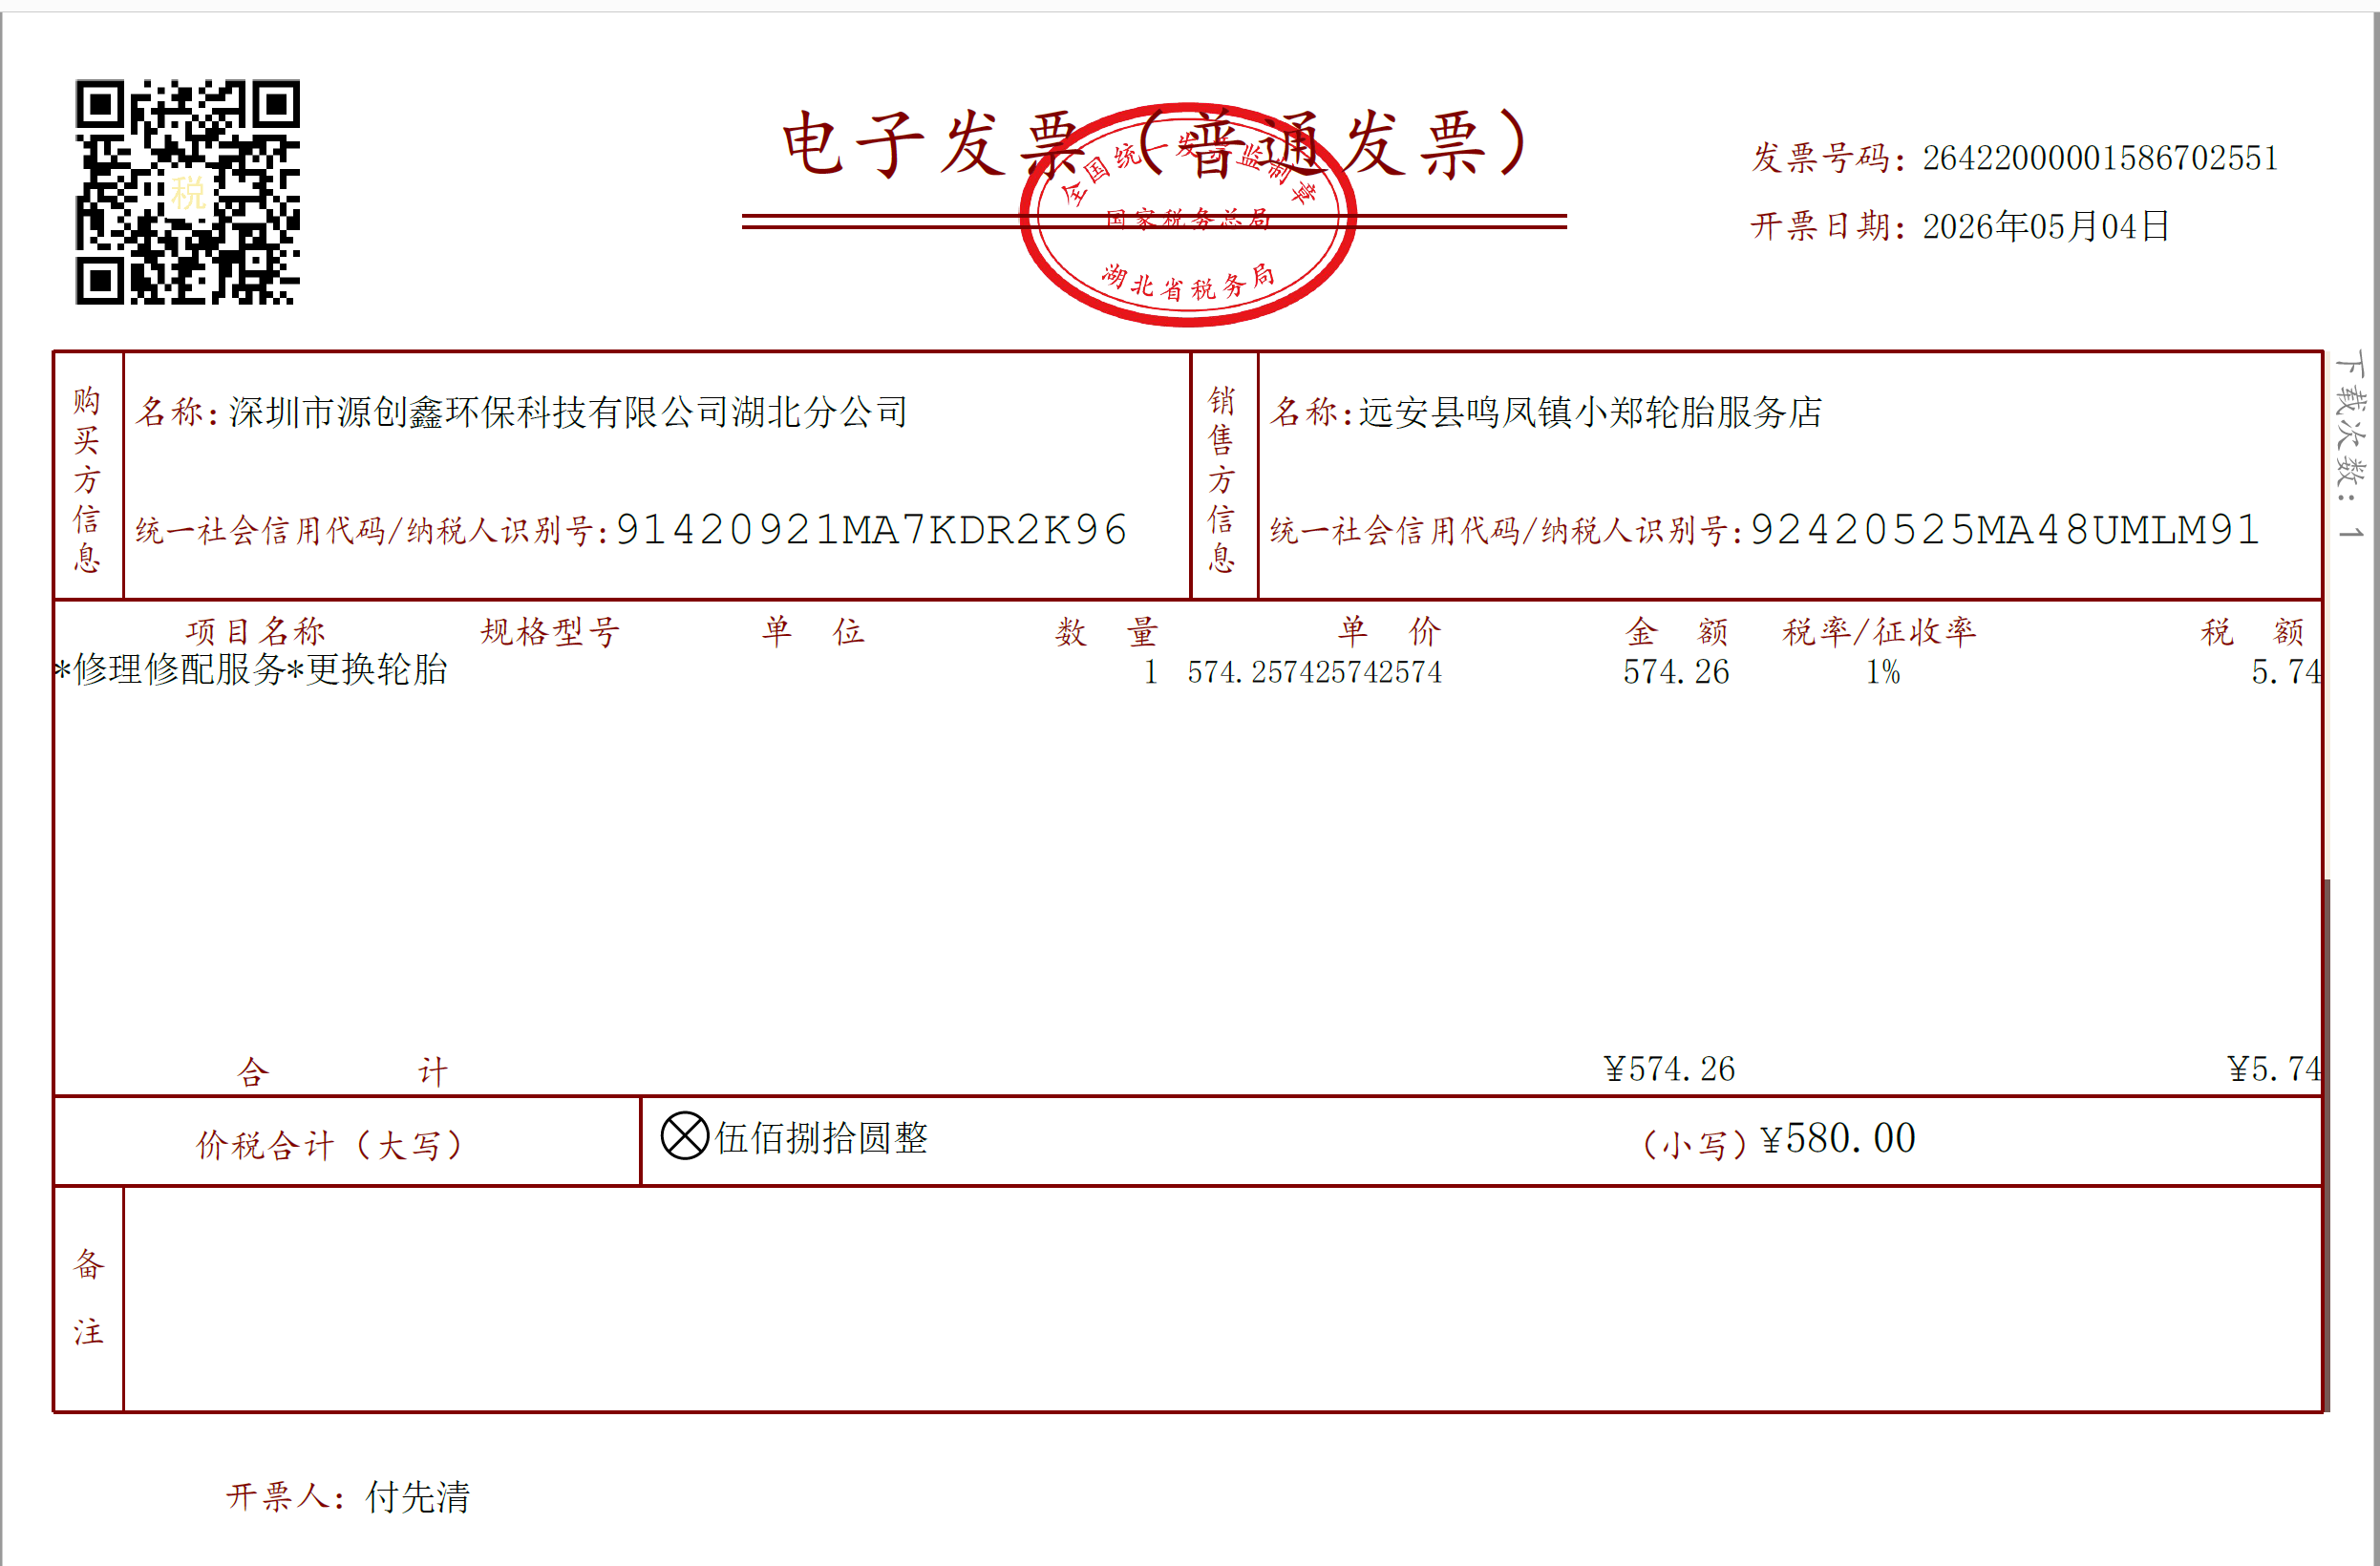 电子发票（普通发票）
全国统一发票监制章
国家税务总局
湖北省税务局
税
发票号码：26422000001586702551
开票日期：2026年05月04日
下载次数：1
购买方信息
名称：深圳市源创鑫环保科技有限公司湖北分公司
统一社会信用代码/纳税人识别号：91420921MA7KDR2K96
销售方信息
名称：远安县鸣凤镇小郑轮胎服务店
统一社会信用代码/纳税人识别号：92420525MA48UMLM91
项目名称 规格型号 单 位 数 量 单 价 金 额 税率/征收率 税 额
*修理修配服务*更换轮胎 1 574.257425742574 574.26 1% 5.74
合 计 ¥574.26 ¥5.74
价税合计（大写） 伍佰捌拾圆整 （小写）¥580.00
备注
开票人：付先清